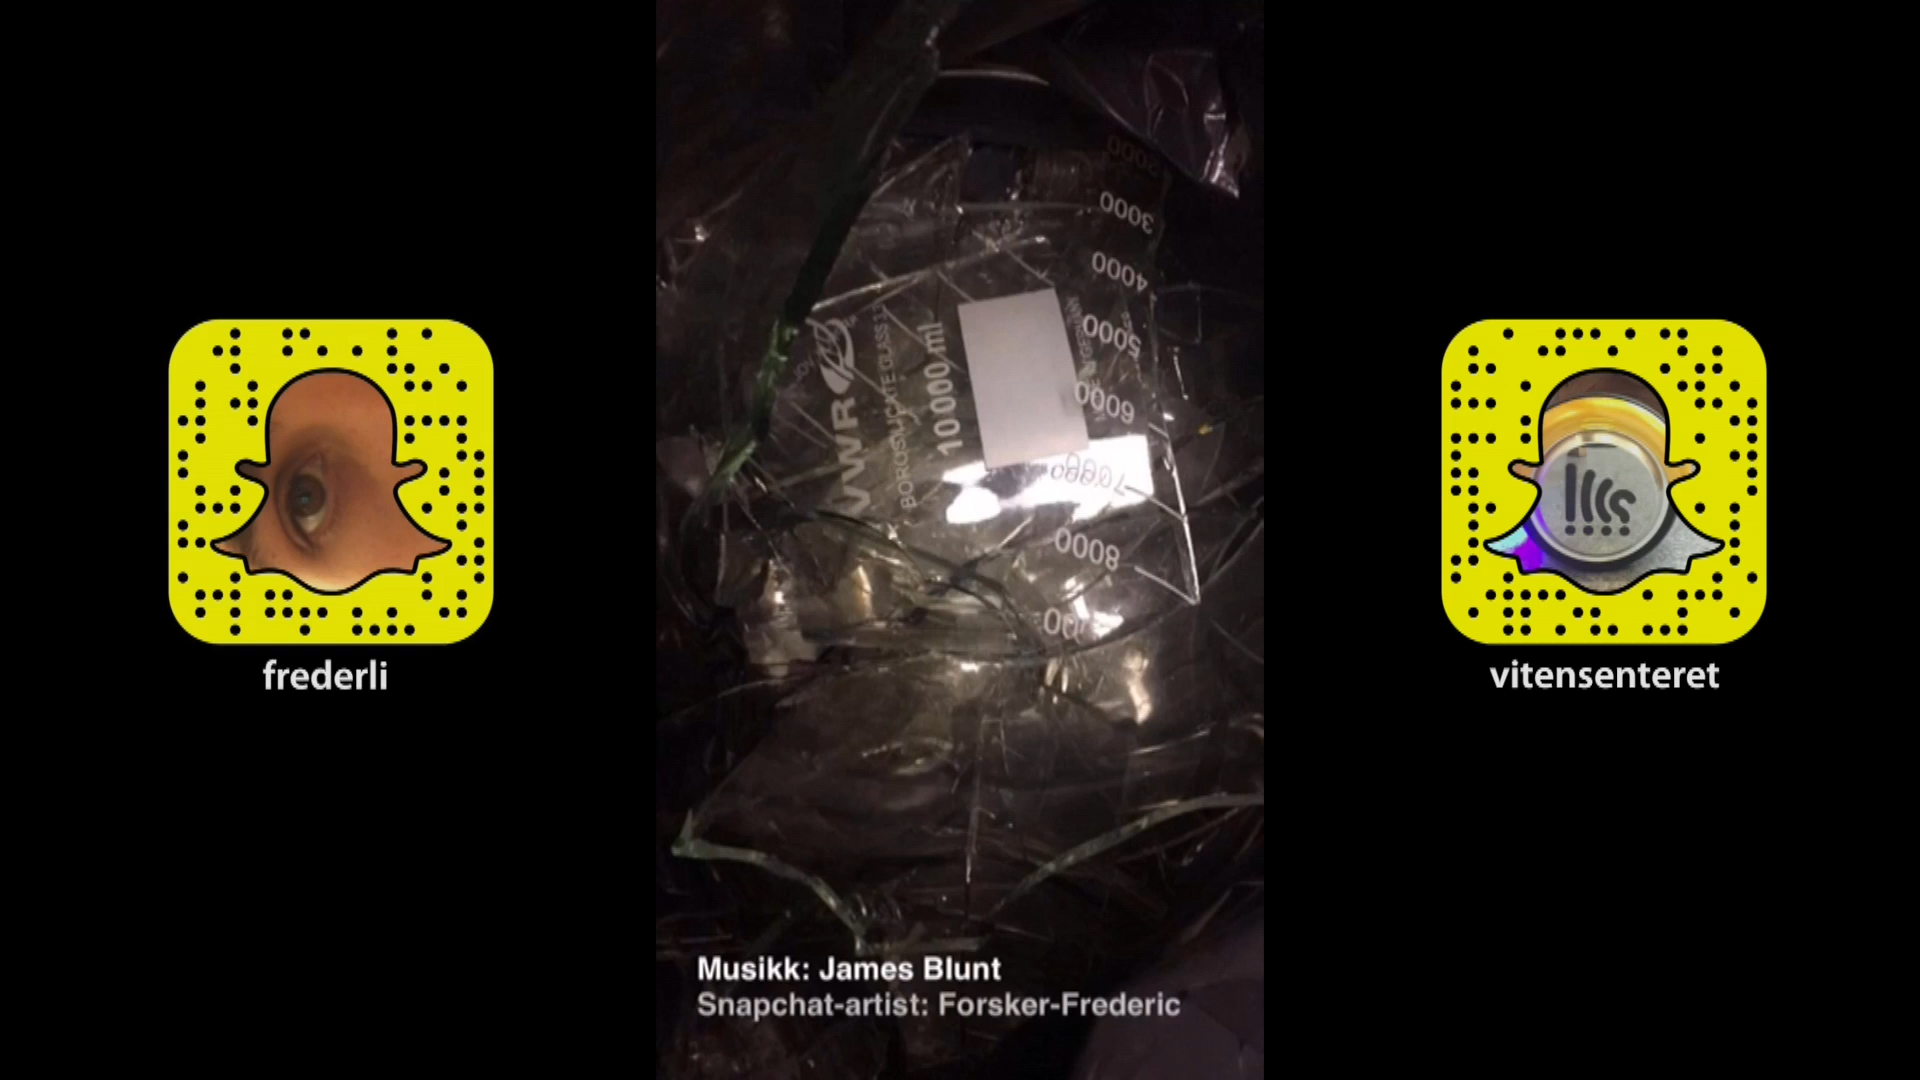 frederli
2000
3000
4000
5000
6000
8000
VWR
BOROSILICATE GLASS
10 000 ml
Musikk: James Blunt
Snapchat-artist: Forsker-Frederic
vitensenteret